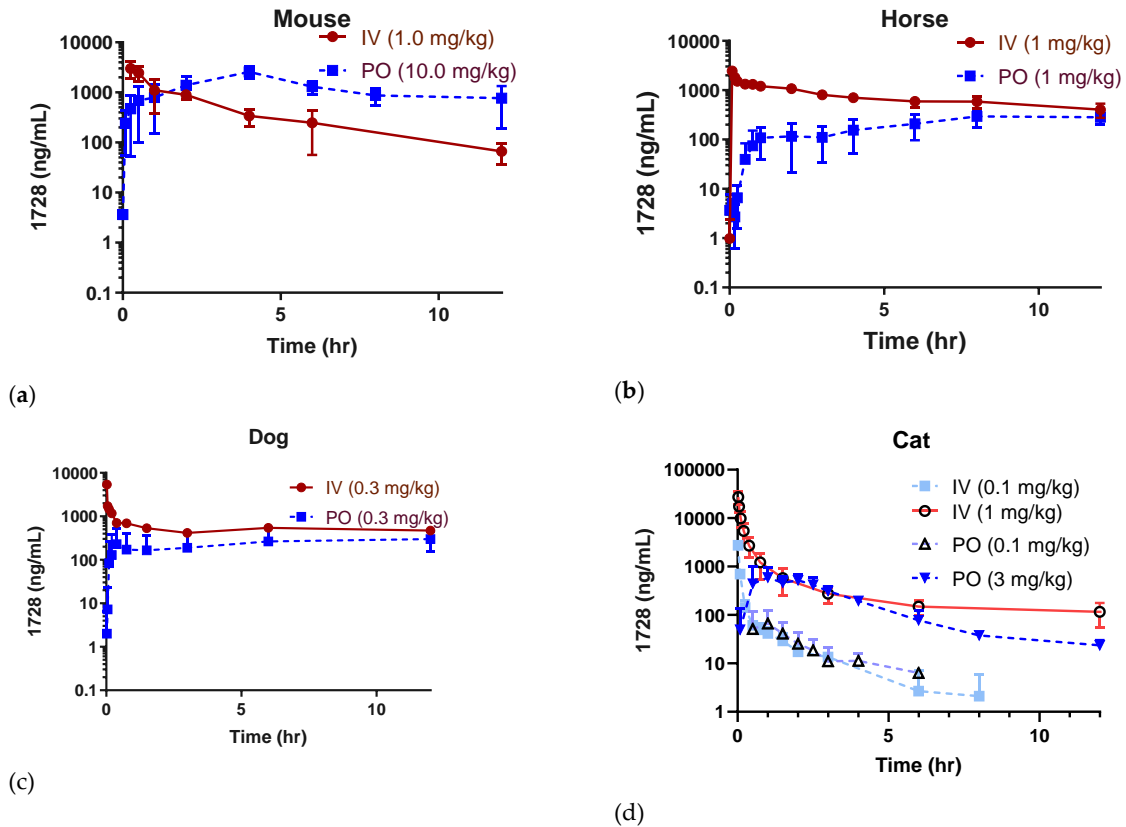 Mouse
IV (1.0 mg/kg)
PO (10.0 mg/kg)
10000
1000
100
10
1
0.1
1728 (ng/mL)
0
5
10
Time (hr)
(a)
Horse
IV (1 mg/kg)
PO (1 mg/kg)
10000
1000
100
10
1
0.1
1728 (ng/mL)
0
5
10
Time (hr)
(b)
Dog
IV (0.3 mg/kg)
PO (0.3 mg/kg)
10000
1000
100
10
1
0.1
1728 (ng/mL)
0
5
10
Time (hr)
(c)
Cat
IV (0.1 mg/kg)
IV (1 mg/kg)
PO (0.1 mg/kg)
PO (3 mg/kg)
100000
10000
1000
100
10
1
1728 (ng/mL)
0
5
10
Time (hr)
(d)